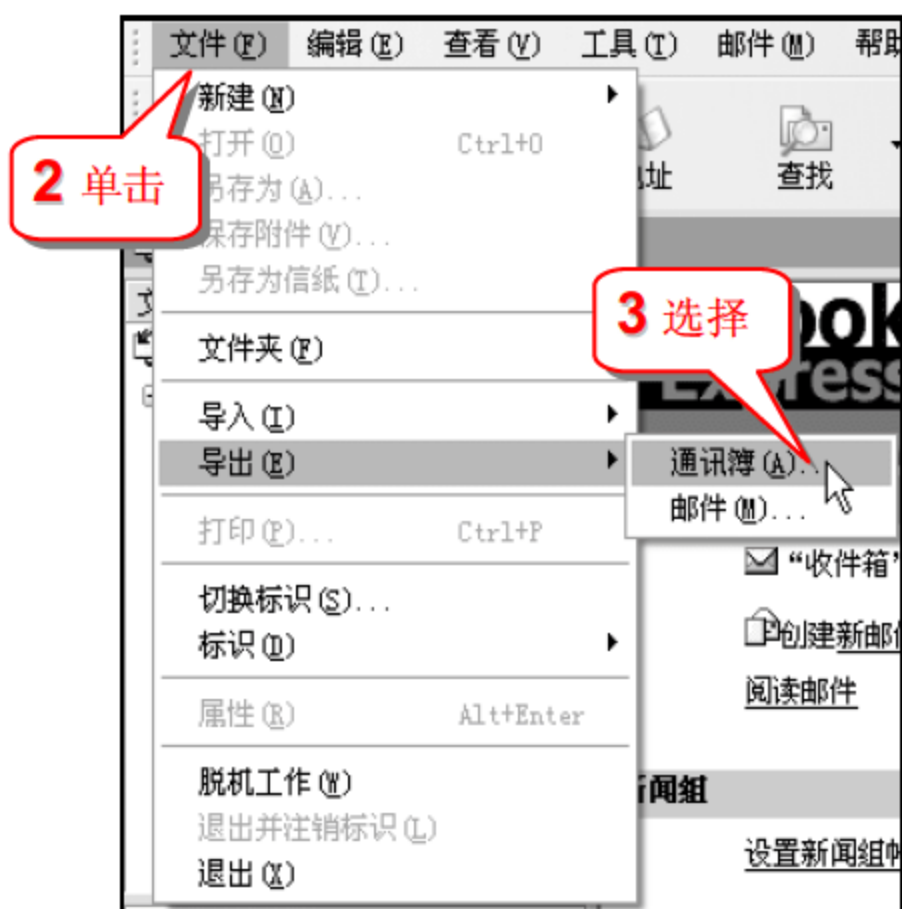 文件(F) 编辑(E) 查看(V) 工具(T) 邮件(M) 帮助
新建(N)
2 单击
打开(O) Ctrl+O
址 查找
另存为(A)...
保存附件(V)...
另存为信纸(T)...
3 选择
ook
Express
文件夹(F)
导入(I)
导出(E)
通讯簿(A)...
邮件(M)...
打印(P)... Ctrl+P
“收件箱”
切换标识(S)...
标识(D)
创建新邮
阅读邮件
属性(R) Alt+Enter
脱机工作(W)
新闻组
退出并注销标识(L)
设置新闻组
退出(X)